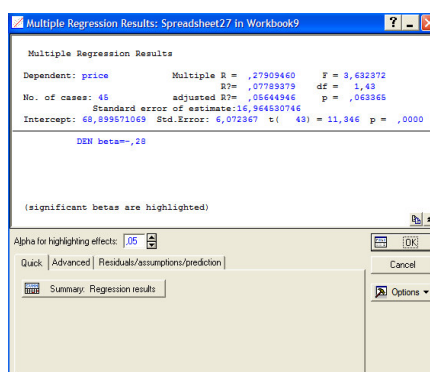 Multiple Regression Results: Spreadsheet27 in Workbook9
Multiple Regression Results
Dependent: price Multiple R = ,27909460 F = 3,632372
R?= ,07789379 df = 1,43
No. of cases: 45 adjusted R?= ,05644946 p = ,063365
Standard error of estimate:16,964530746
Intercept: 68,899571069 Std.Error: 6,072367 t( 43) = 11,346 p = ,0000
DEN beta=-,28
(significant betas are highlighted)
Alpha for highlighting effects: ,05
OK
Quick Advanced Residuals/assumptions/prediction
Cancel
Summary: Regression results
Options